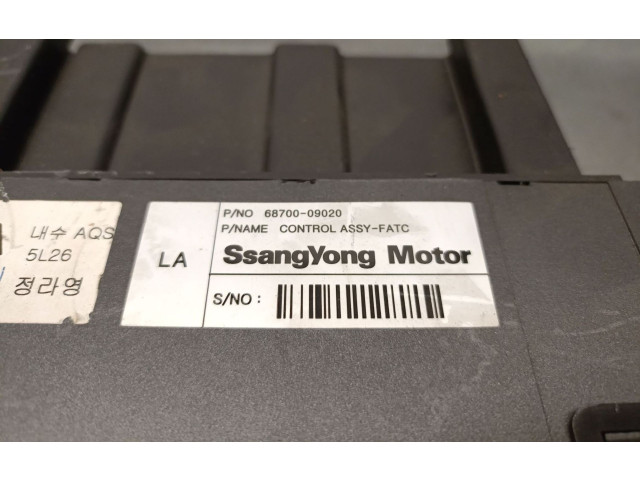 내수 AQS
5L26
정라영
P/NO 68700-09020
P/NAME CONTROL ASSY-FATC
LA
SsangYong Motor
S/NO :